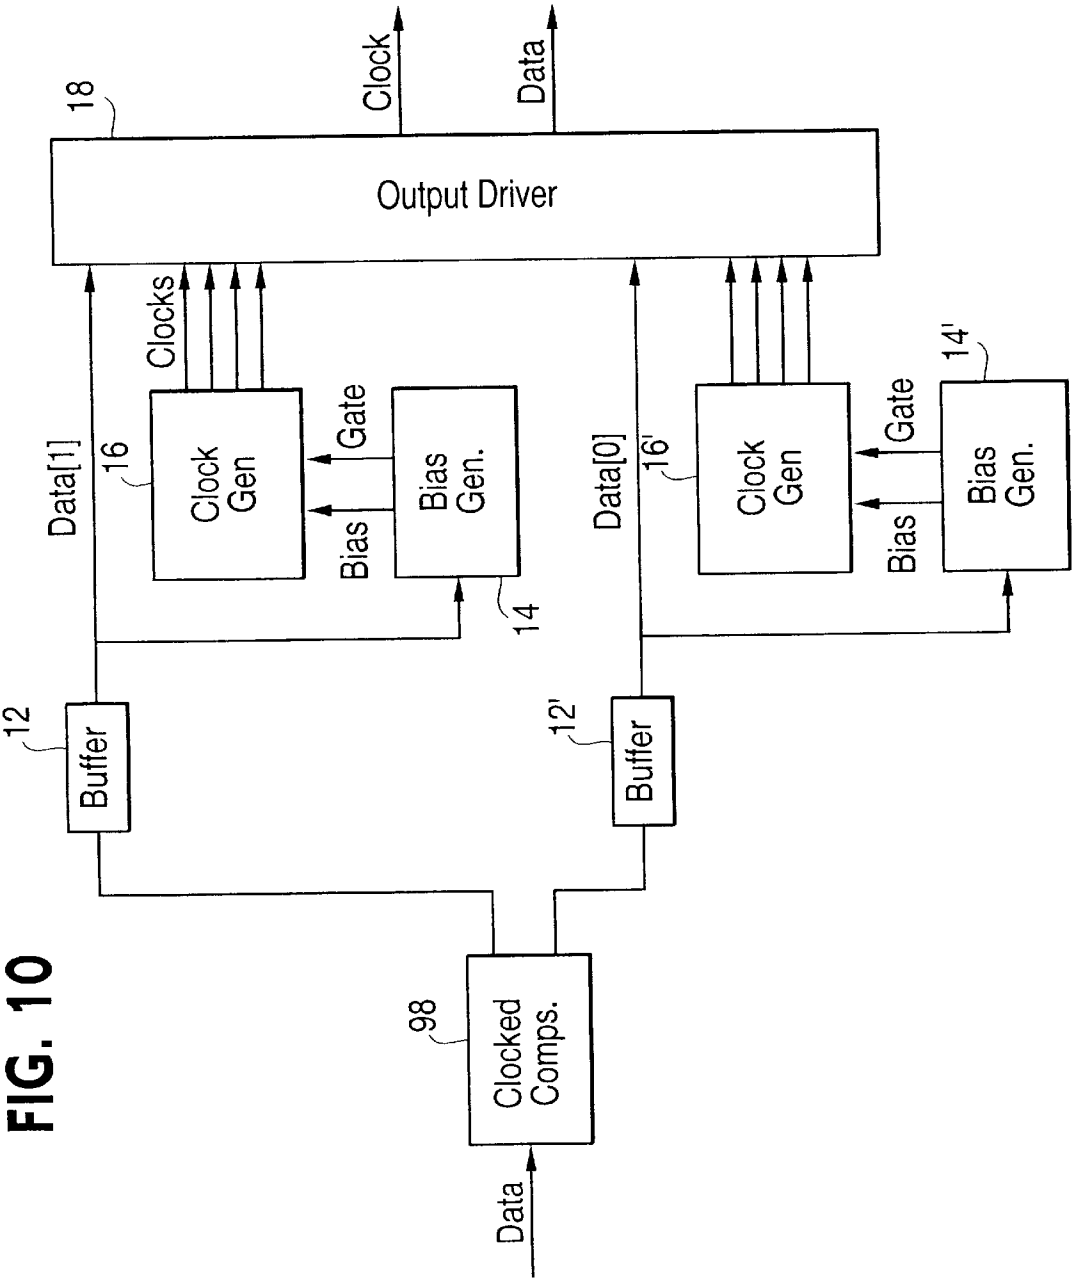 FIG. 10
Data
98
Clocked
Comps.
12
Buffer
Data[1]
16
Clock
Gen
Clocks
Bias
Gate
14
Bias
Gen.
12'
Buffer
Data[0]
16'
Clock
Gen
Bias
Gate
14'
Bias
Gen.
18
Output Driver
Clock
Data